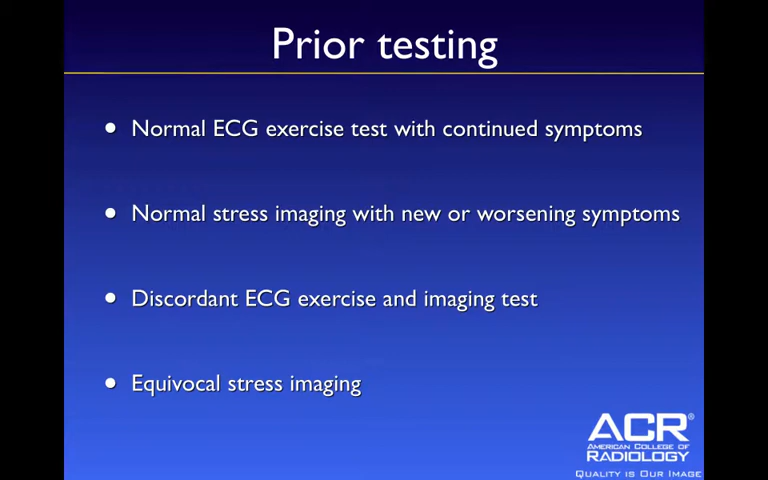 Prior testing
• Normal ECG exercise test with continued symptoms
• Normal stress imaging with new or worsening symptoms
• Discordant ECG exercise and imaging test
• Equivocal stress imaging
ACR®
American College of
Radiology
Quality is Our Image